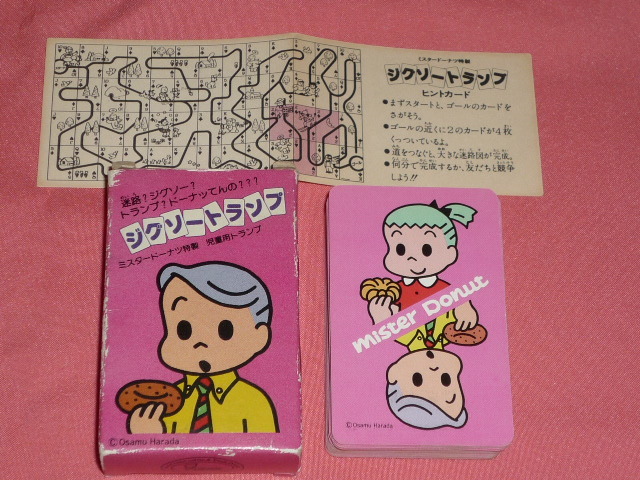 ミスタードーナツ特製
ジグソートランプ
ヒントカード
●まずスタートと、ゴールのカードを
さがそう。
●ゴールの近くに2のカードが4枚
くっついているよ。
●道をつなぐと、大きな迷路図が完成。
●何分で完成するか、友だちと競争
しよう!!
迷路?ジグソー?
トランプ?ドーナッてんの???
ジグソートランプ
ミスタードーナツ特製 児童用トランプ
©Osamu Harada
mister Donut
©Osamu Harada